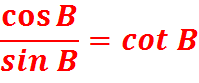 cos B / sin B = cot B